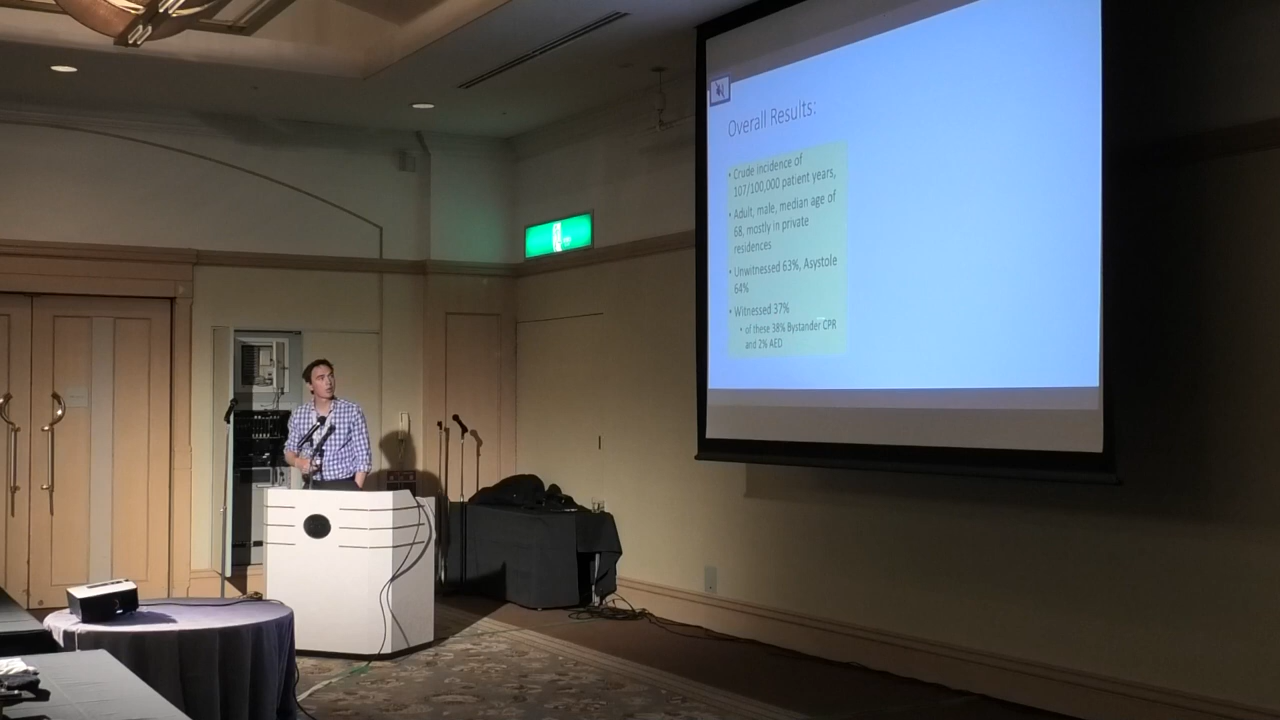 Overall Results:
• Crude incidence of
107/100,000 patient years,
• Adult, male, median age of
68, mostly in private
residences
• Unwitnessed 63%, Asystole
64%
• Witnessed 37%
• of these 38% Bystander CPR
and 2% AED